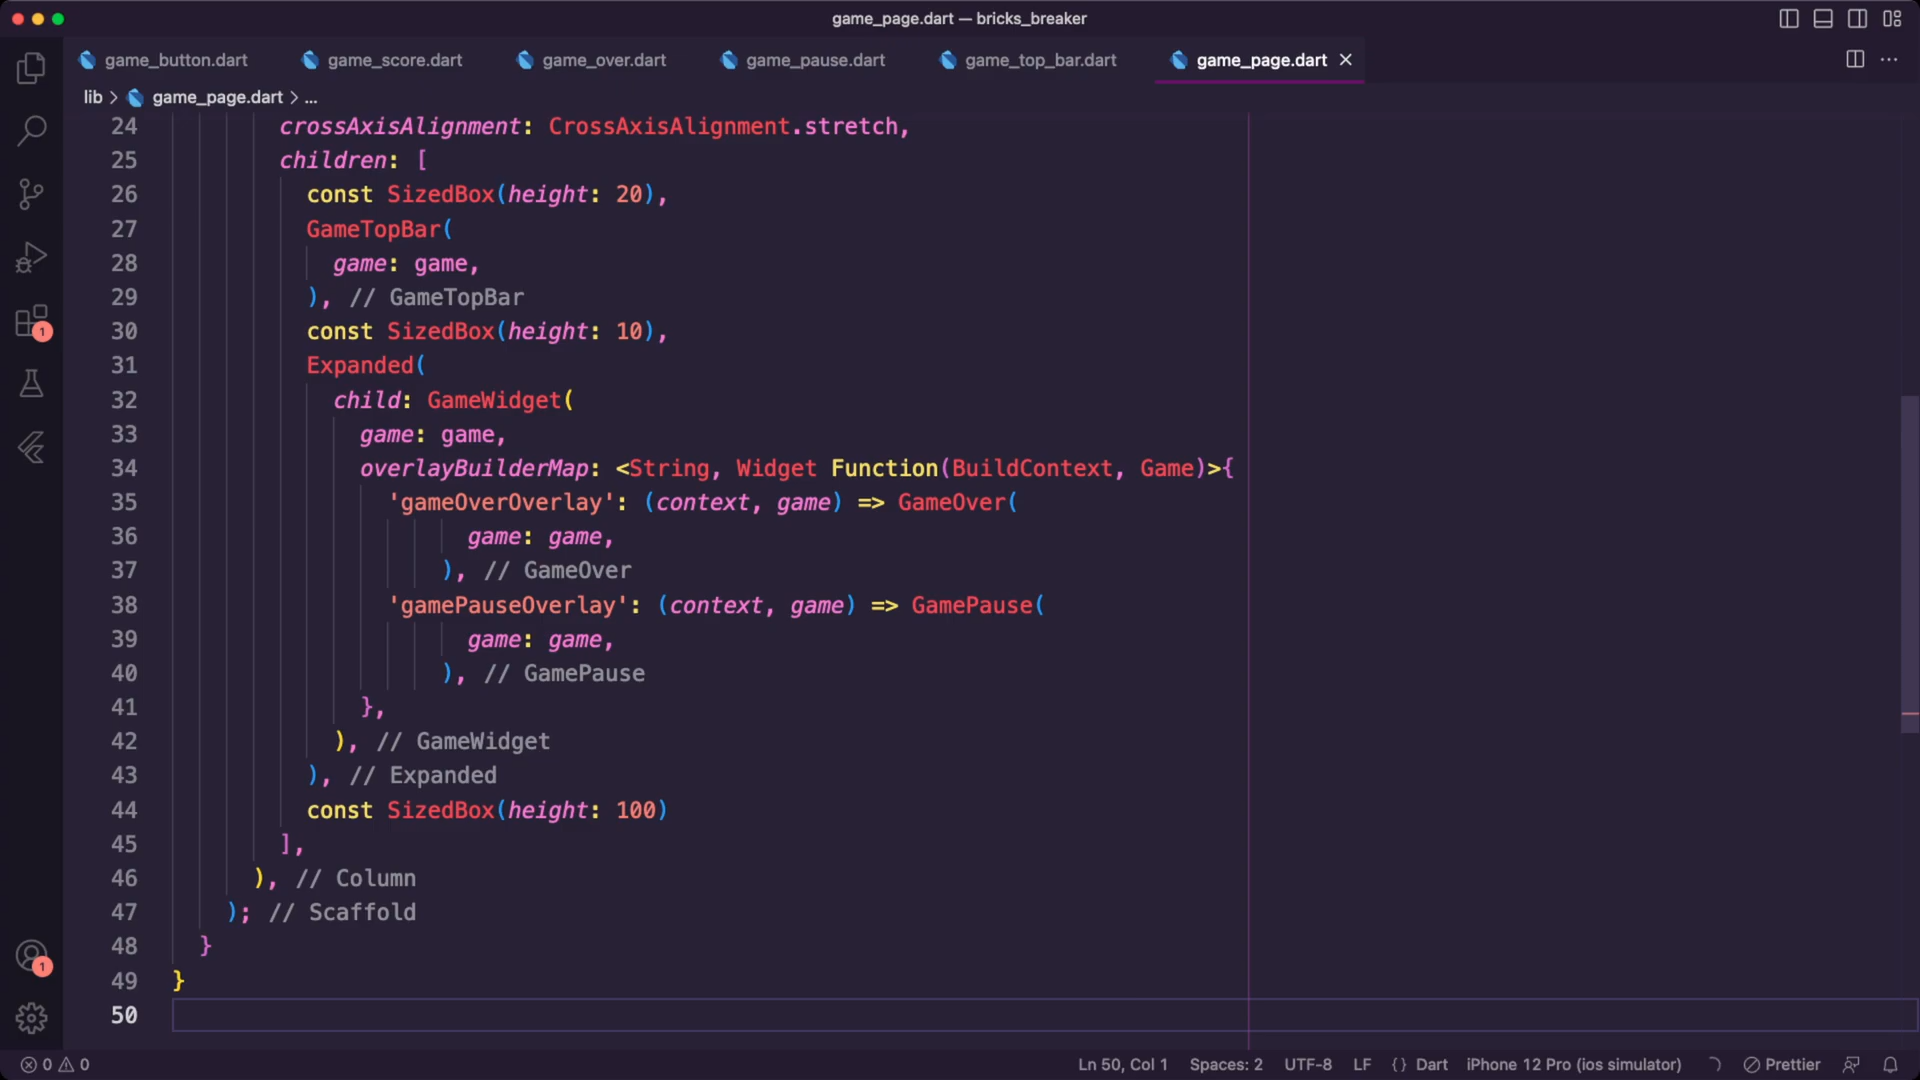 game_page.dart — bricks_breaker
game_button.dart game_score.dart game_over.dart game_pause.dart game_top_bar.dart game_page.dart
lib > game_page.dart > ...
24 crossAxisAlignment: CrossAxisAlignment.stretch,
25 children: [
26 const SizedBox(height: 20),
27 GameTopBar(
28 game: game,
29 ), // GameTopBar
30 const SizedBox(height: 10),
31 Expanded(
32 child: GameWidget(
33 game: game,
34 overlayBuilderMap: <String, Widget Function(BuildContext, Game)>{
35 'gameOverOverlay': (context, game) => GameOver(
36 game: game,
37 ), // GameOver
38 'gamePauseOverlay': (context, game) => GamePause(
39 game: game,
40 ), // GamePause
41 },
42 ), // GameWidget
43 ), // Expanded
44 const SizedBox(height: 100)
45 ],
46 ), // Column
47 ); // Scaffold
48 }
49 }
50
1
1
0 0 Ln 50, Col 1 Spaces: 2 UTF-8 LF {} Dart iPhone 12 Pro (ios simulator) Prettier